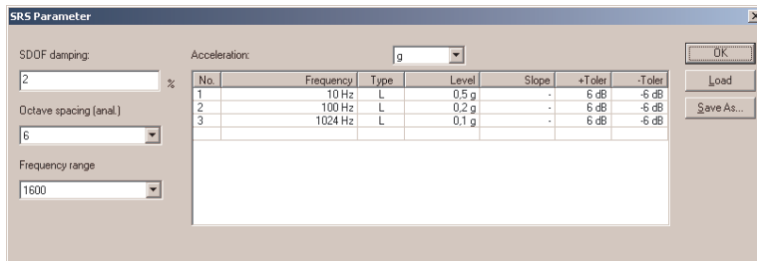 SRS Parameter
SDOF damping:
2 %
Octave spacing (anal.)
6
Frequency range
1600
Acceleration: g
No. Frequency Type Level Slope +Toler -Toler
1 10 Hz L 0,5 g - 6 dB -6 dB
2 100 Hz L 0,2 g - 6 dB -6 dB
3 1024 Hz L 0,1 g - 6 dB -6 dB
OK
Load
Save As...